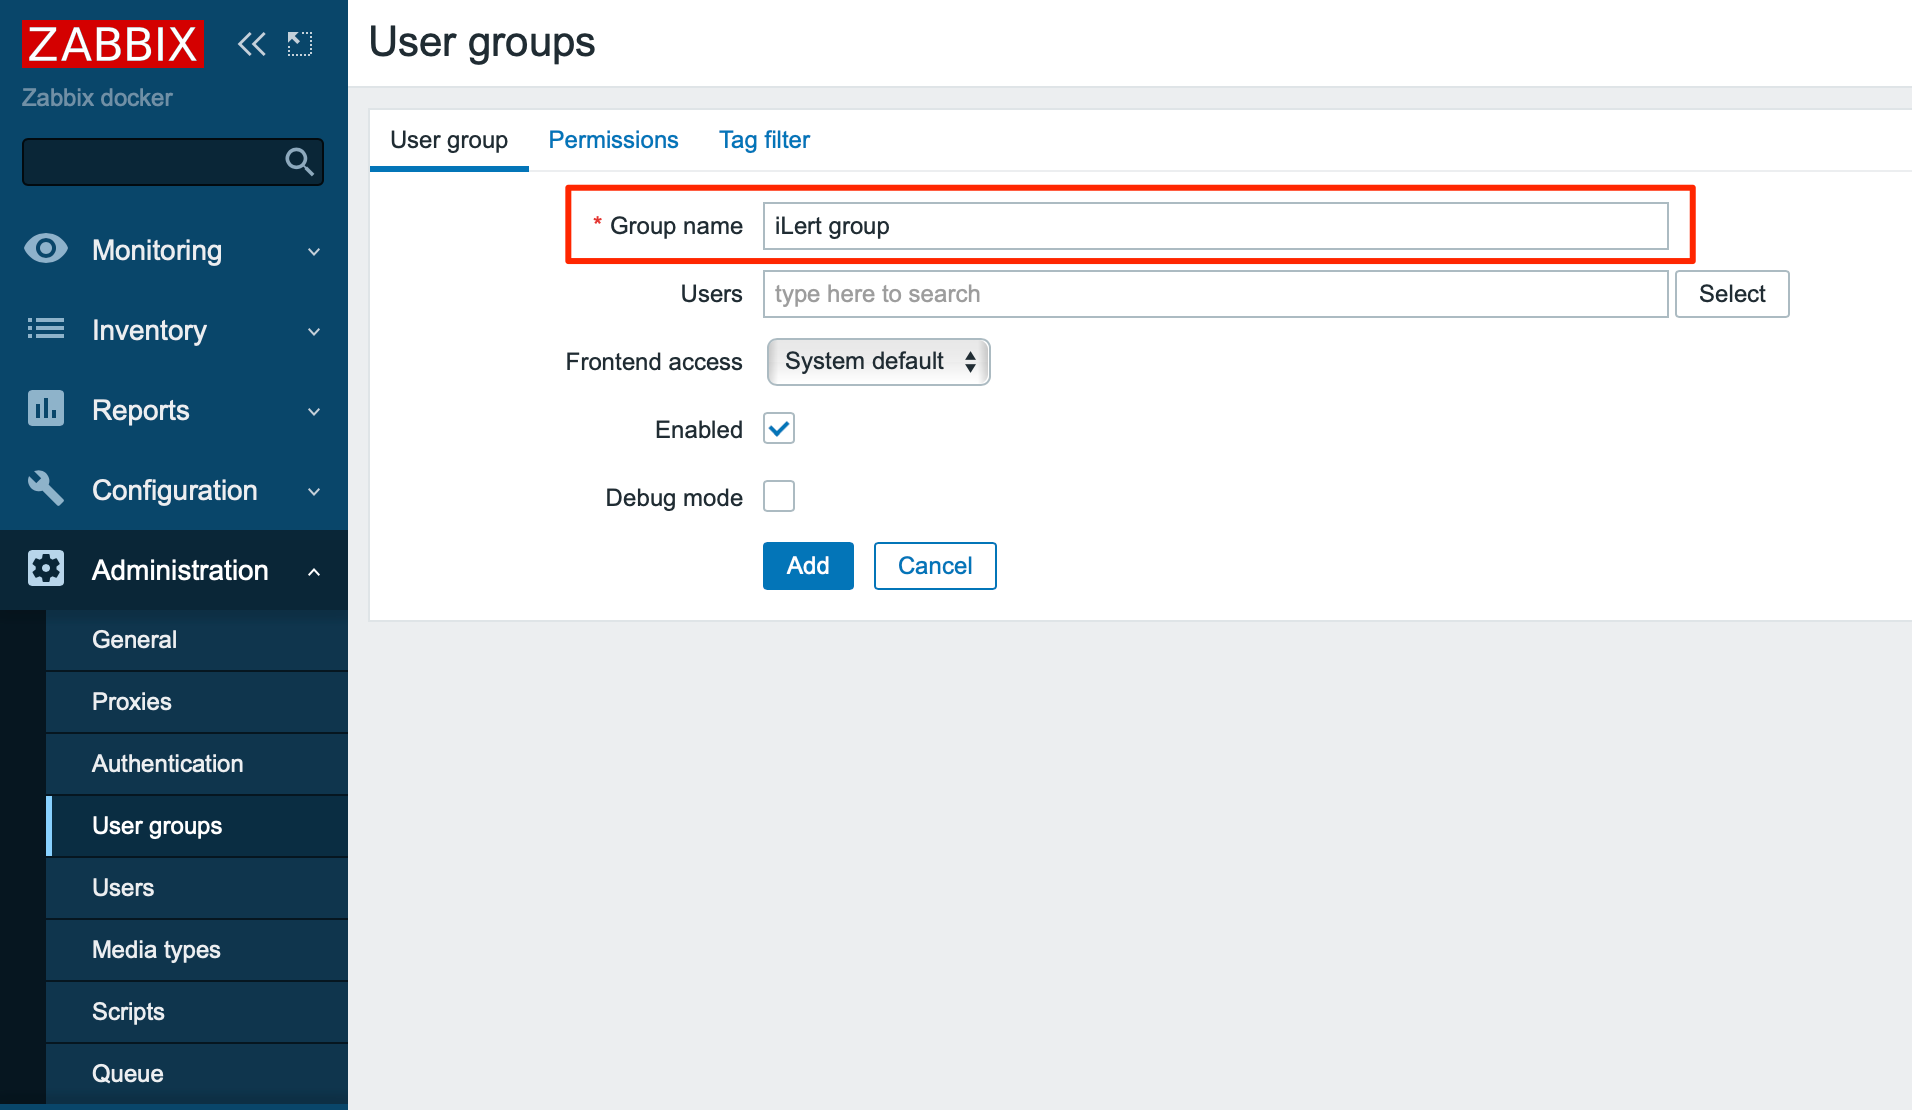 ZABBIX
Zabbix docker
Monitoring
Inventory
Reports
Configuration
Administration
General
Proxies
Authentication
User groups
Users
Media types
Scripts
Queue
User groups
User group Permissions Tag filter
* Group name iLert group
Users type here to search Select
Frontend access System default
Enabled
Debug mode
Add Cancel